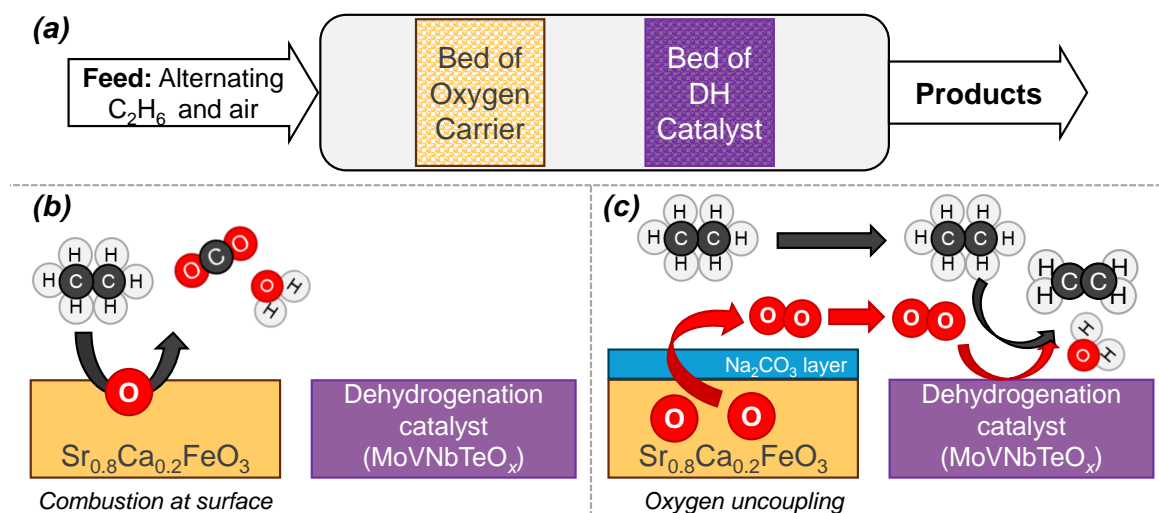 (a)
Feed: Alternating
C₂H₆ and air
Bed of
Oxygen
Carrier
Bed of
DH
Catalyst
Products
(b)
H H
H C C H
H H
O C O
O H
H
O
Sr₀.₈Ca₀.₂FeO₃
Combustion at surface
Dehydrogenation
catalyst
(MoVNbTeOₓ)
(c)
H H
H C C H
H H
H H
H C C H
H H
H H
C C
H H
O O
O O
H
O H
Na₂CO₃ layer
O O
Sr₀.₈Ca₀.₂FeO₃
Oxygen uncoupling
Dehydrogenation
catalyst
(MoVNbTeOₓ)